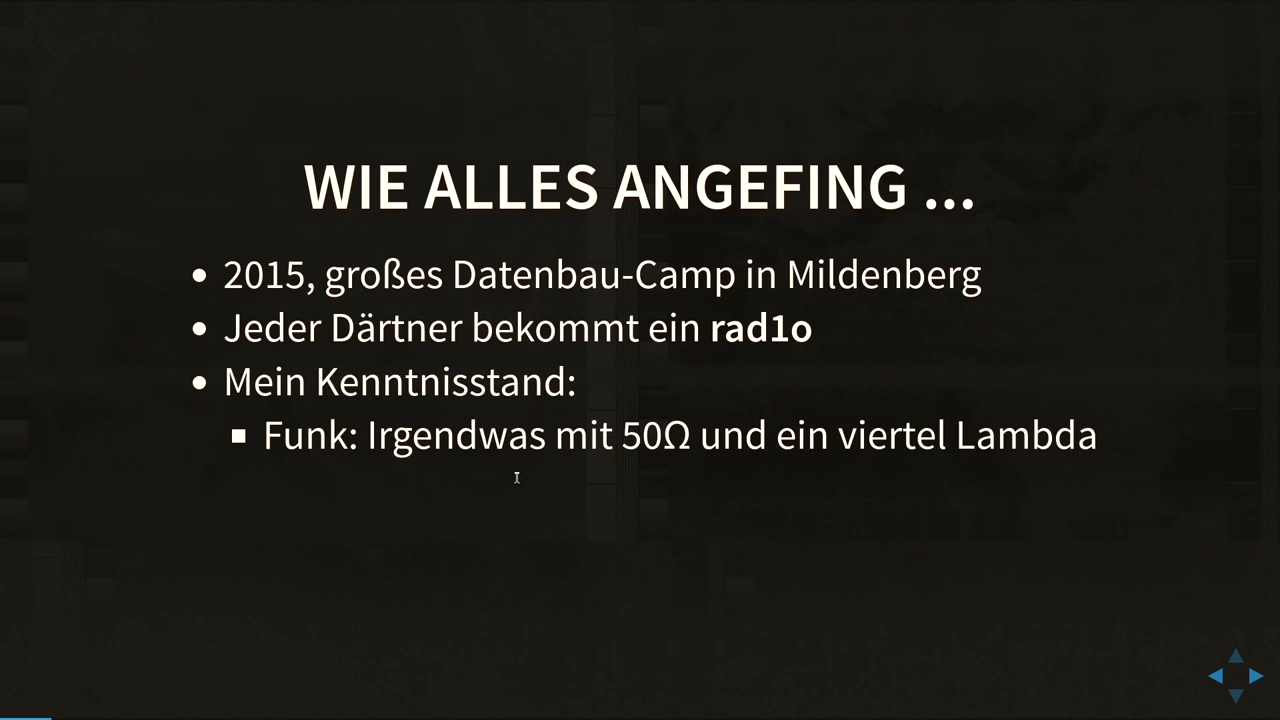 WIE ALLES ANGEFING ...
2015, großes Datenbau-Camp in Mildenberg
Jeder Därtner bekommt ein rad1o
Mein Kenntnisstand:
Funk: Irgendwas mit 50Ω und ein viertel Lambda